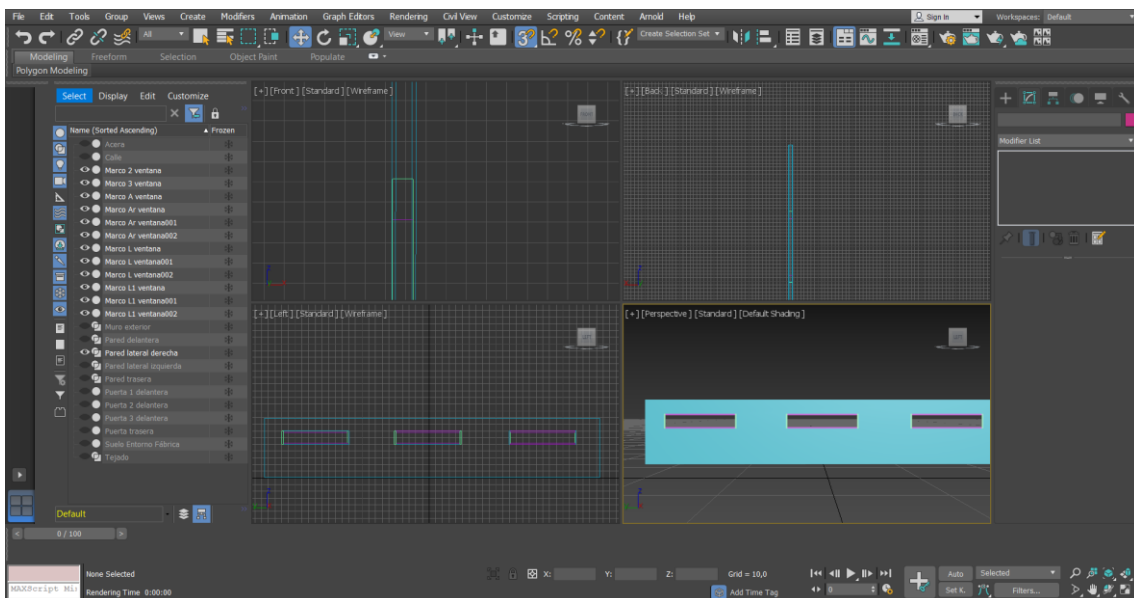 File Edit Tools Group Views Create Modifiers Animation Graph Editors Rendering Civil View Customize Scripting Content Arnold Help Sign In Workspaces: Default
All View Create Selection Set
Modeling Freeform Selection Object Paint Populate
Polygon Modeling
Select Display Edit Customize
Name (Sorted Ascending) ▲ Frozen
Acera
Calle
Marco 2 ventana
Marco 3 ventana
Marco A ventana
Marco Ar ventana
Marco Ar ventana001
Marco Ar ventana002
Marco L ventana
Marco L ventana001
Marco L ventana002
Marco L1 ventana
Marco L1 ventana001
Marco L1 ventana002
Muro exterior
Pared delantera
Pared lateral derecha
Pared lateral izquierda
Pared trasera
Puerta 1 delantera
Puerta 2 delantera
Puerta 3 delantera
Puerta trasera
Suelo Entorno Fábrica
Tejado
Default
[+] [Front ] [Standard ] [Wireframe ]
[+] [Back ] [Standard ] [Wireframe ]
[+] [Left ] [Standard ] [Wireframe ]
[+] [Perspective ] [Standard ] [Default Shading ]
Modifier List
0 / 100
None Selected
X: Y: Z: Grid = 10,0
Auto Selected
MAXScript Mi
Rendering Time 0:00:00
Add Time Tag
0
Set K. Filters...